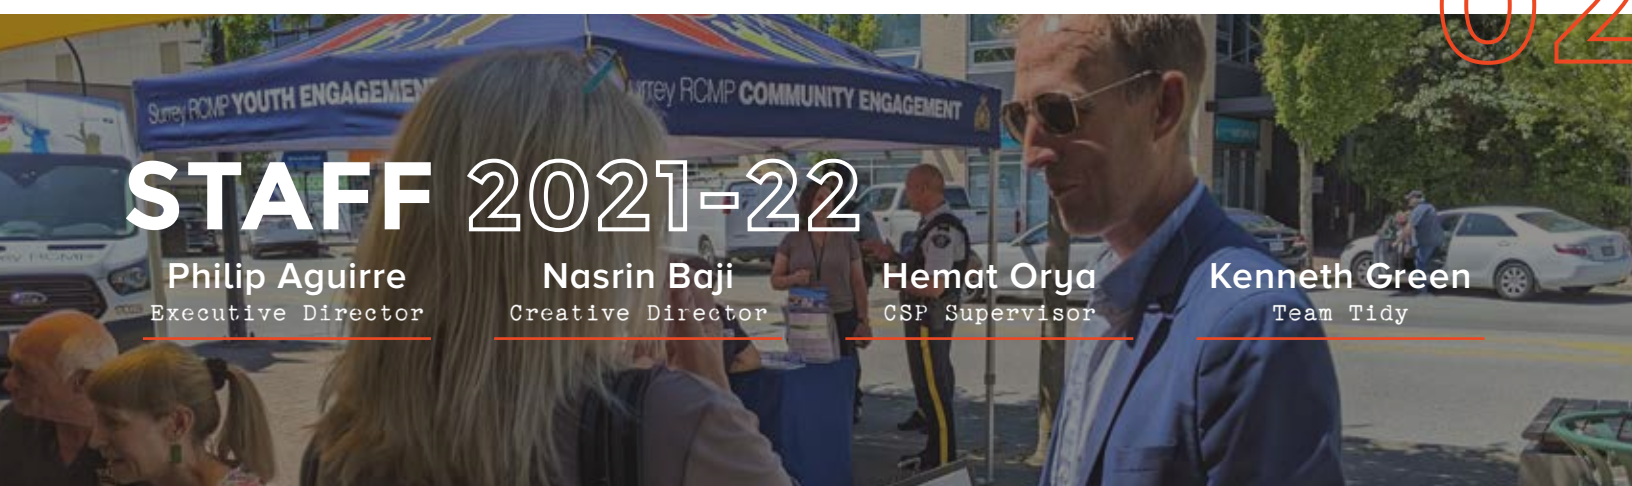 02
Surrey RCMP YOUTH ENGAGEMENT
Surrey RCMP COMMUNITY ENGAGEMENT
STAFF 2021-22
Philip Aguirre
Executive Director
Nasrin Baji
Creative Director
Hemat Orya
CSP Supervisor
Kenneth Green
Team Tidy